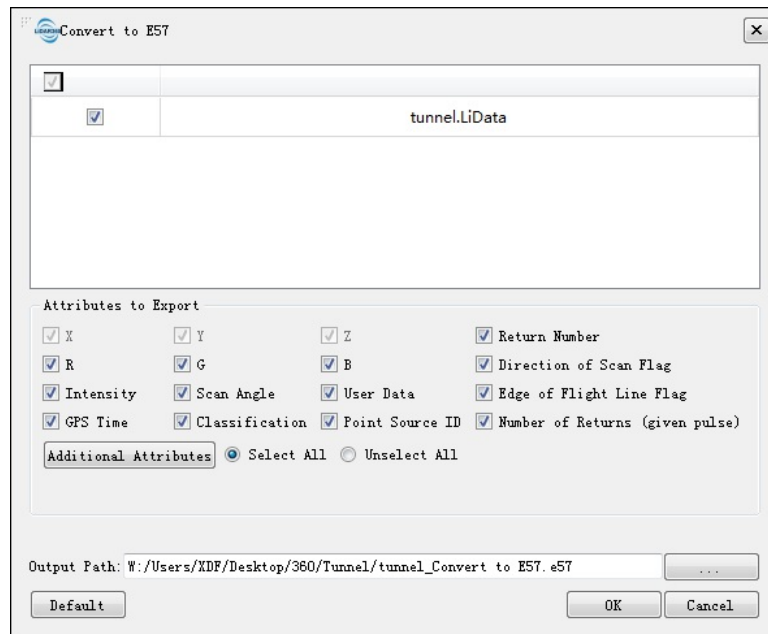 Convert to E57
tunnel.LiData
Attributes to Export
X Y Z Return Number
R G B Direction of Scan Flag
Intensity Scan Angle User Data Edge of Flight Line Flag
GPS Time Classification Point Source ID Number of Returns (given pulse)
Additional Attributes Select All Unselect All
Output Path: W:/Users/XDF/Desktop/360/Tunnel/tunnel_Convert to E57.e57 ...
Default OK Cancel